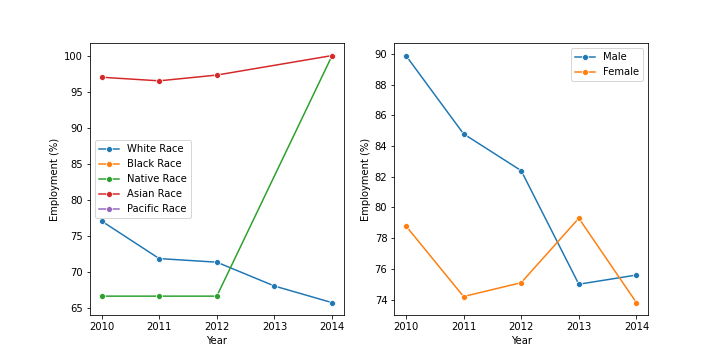 100
95
90
85
80
75
70
65
Employment (%)
White Race
Black Race
Native Race
Asian Race
Pacific Race
2010 2011 2012 2013 2014
Year
90
88
86
84
82
80
78
76
74
Employment (%)
Male
Female
2010 2011 2012 2013 2014
Year